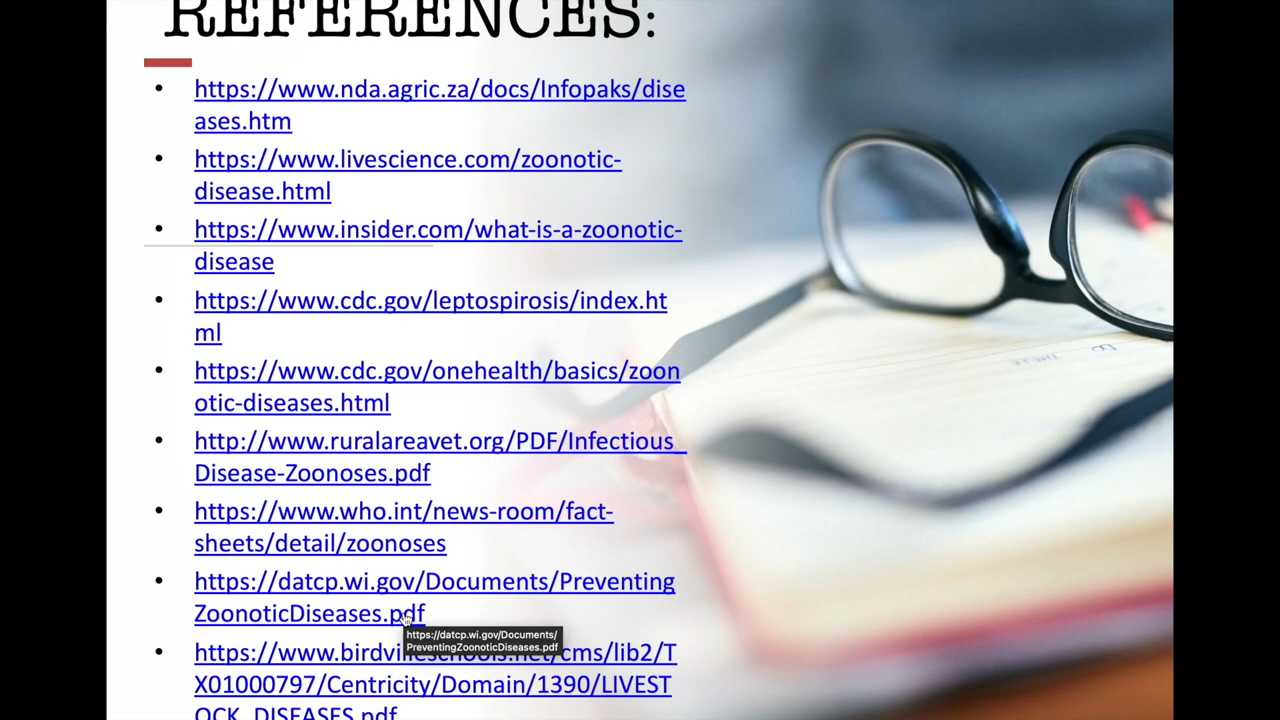 REFERENCES:
• https://www.nda.agric.za/docs/Infopaks/dise
ases.htm
• https://www.livescience.com/zoonotic-
disease.html
• https://www.insider.com/what-is-a-zoonotic-
disease
• https://www.cdc.gov/leptospirosis/index.ht
ml
• https://www.cdc.gov/onehealth/basics/zoon
otic-diseases.html
• http://www.ruralareavet.org/PDF/Infectious_
Disease-Zoonoses.pdf
• https://www.who.int/news-room/fact-
sheets/detail/zoonoses
• https://datcp.wi.gov/Documents/Preventing
ZoonoticDiseases.pdf
https://datcp.wi.gov/Documents/
PreventingZoonoticDiseases.pdf
• https://www.birdvilleschools.net/cms/lib2/T
X01000797/Centricity/Domain/1390/LIVEST
OCK_DISEASES.pdf